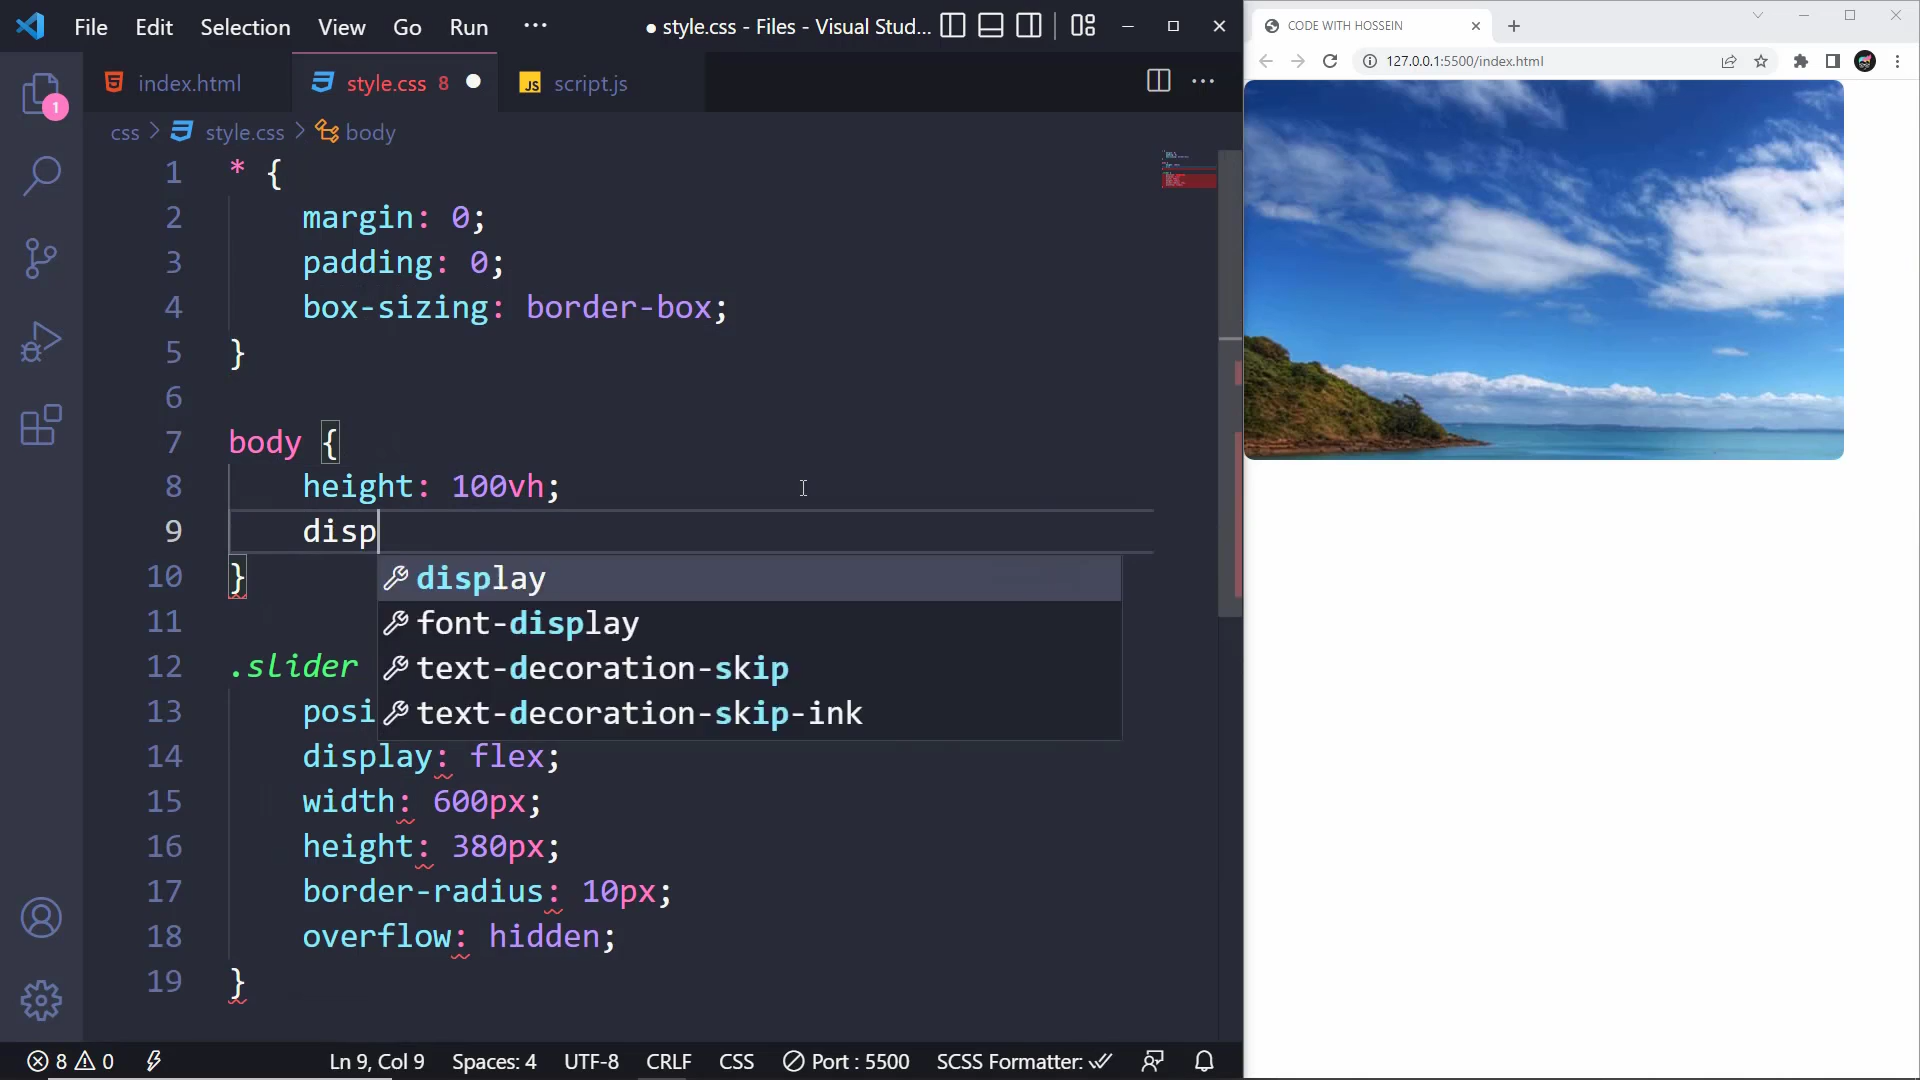 File Edit Selection View Go Run ···
● style.css - Files - Visual Stud...
index.html
style.css 8
JS script.js
css > style.css > body
1 * {
2 margin: 0;
3 padding: 0;
4 box-sizing: border-box;
5 }
6
7 body {
8 height: 100vh;
9 disp
10 }
display
font-display
text-decoration-skip
text-decoration-skip-ink
11
12 .slider
13 posi
14 display: flex;
15 width: 600px;
16 height: 380px;
17 border-radius: 10px;
18 overflow: hidden;
19 }
1
8 0 Ln 9, Col 9 Spaces: 4 UTF-8 CRLF CSS Port : 5500 SCSS Formatter:
CODE WITH HOSSEIN
127.0.0.1:5500/index.html